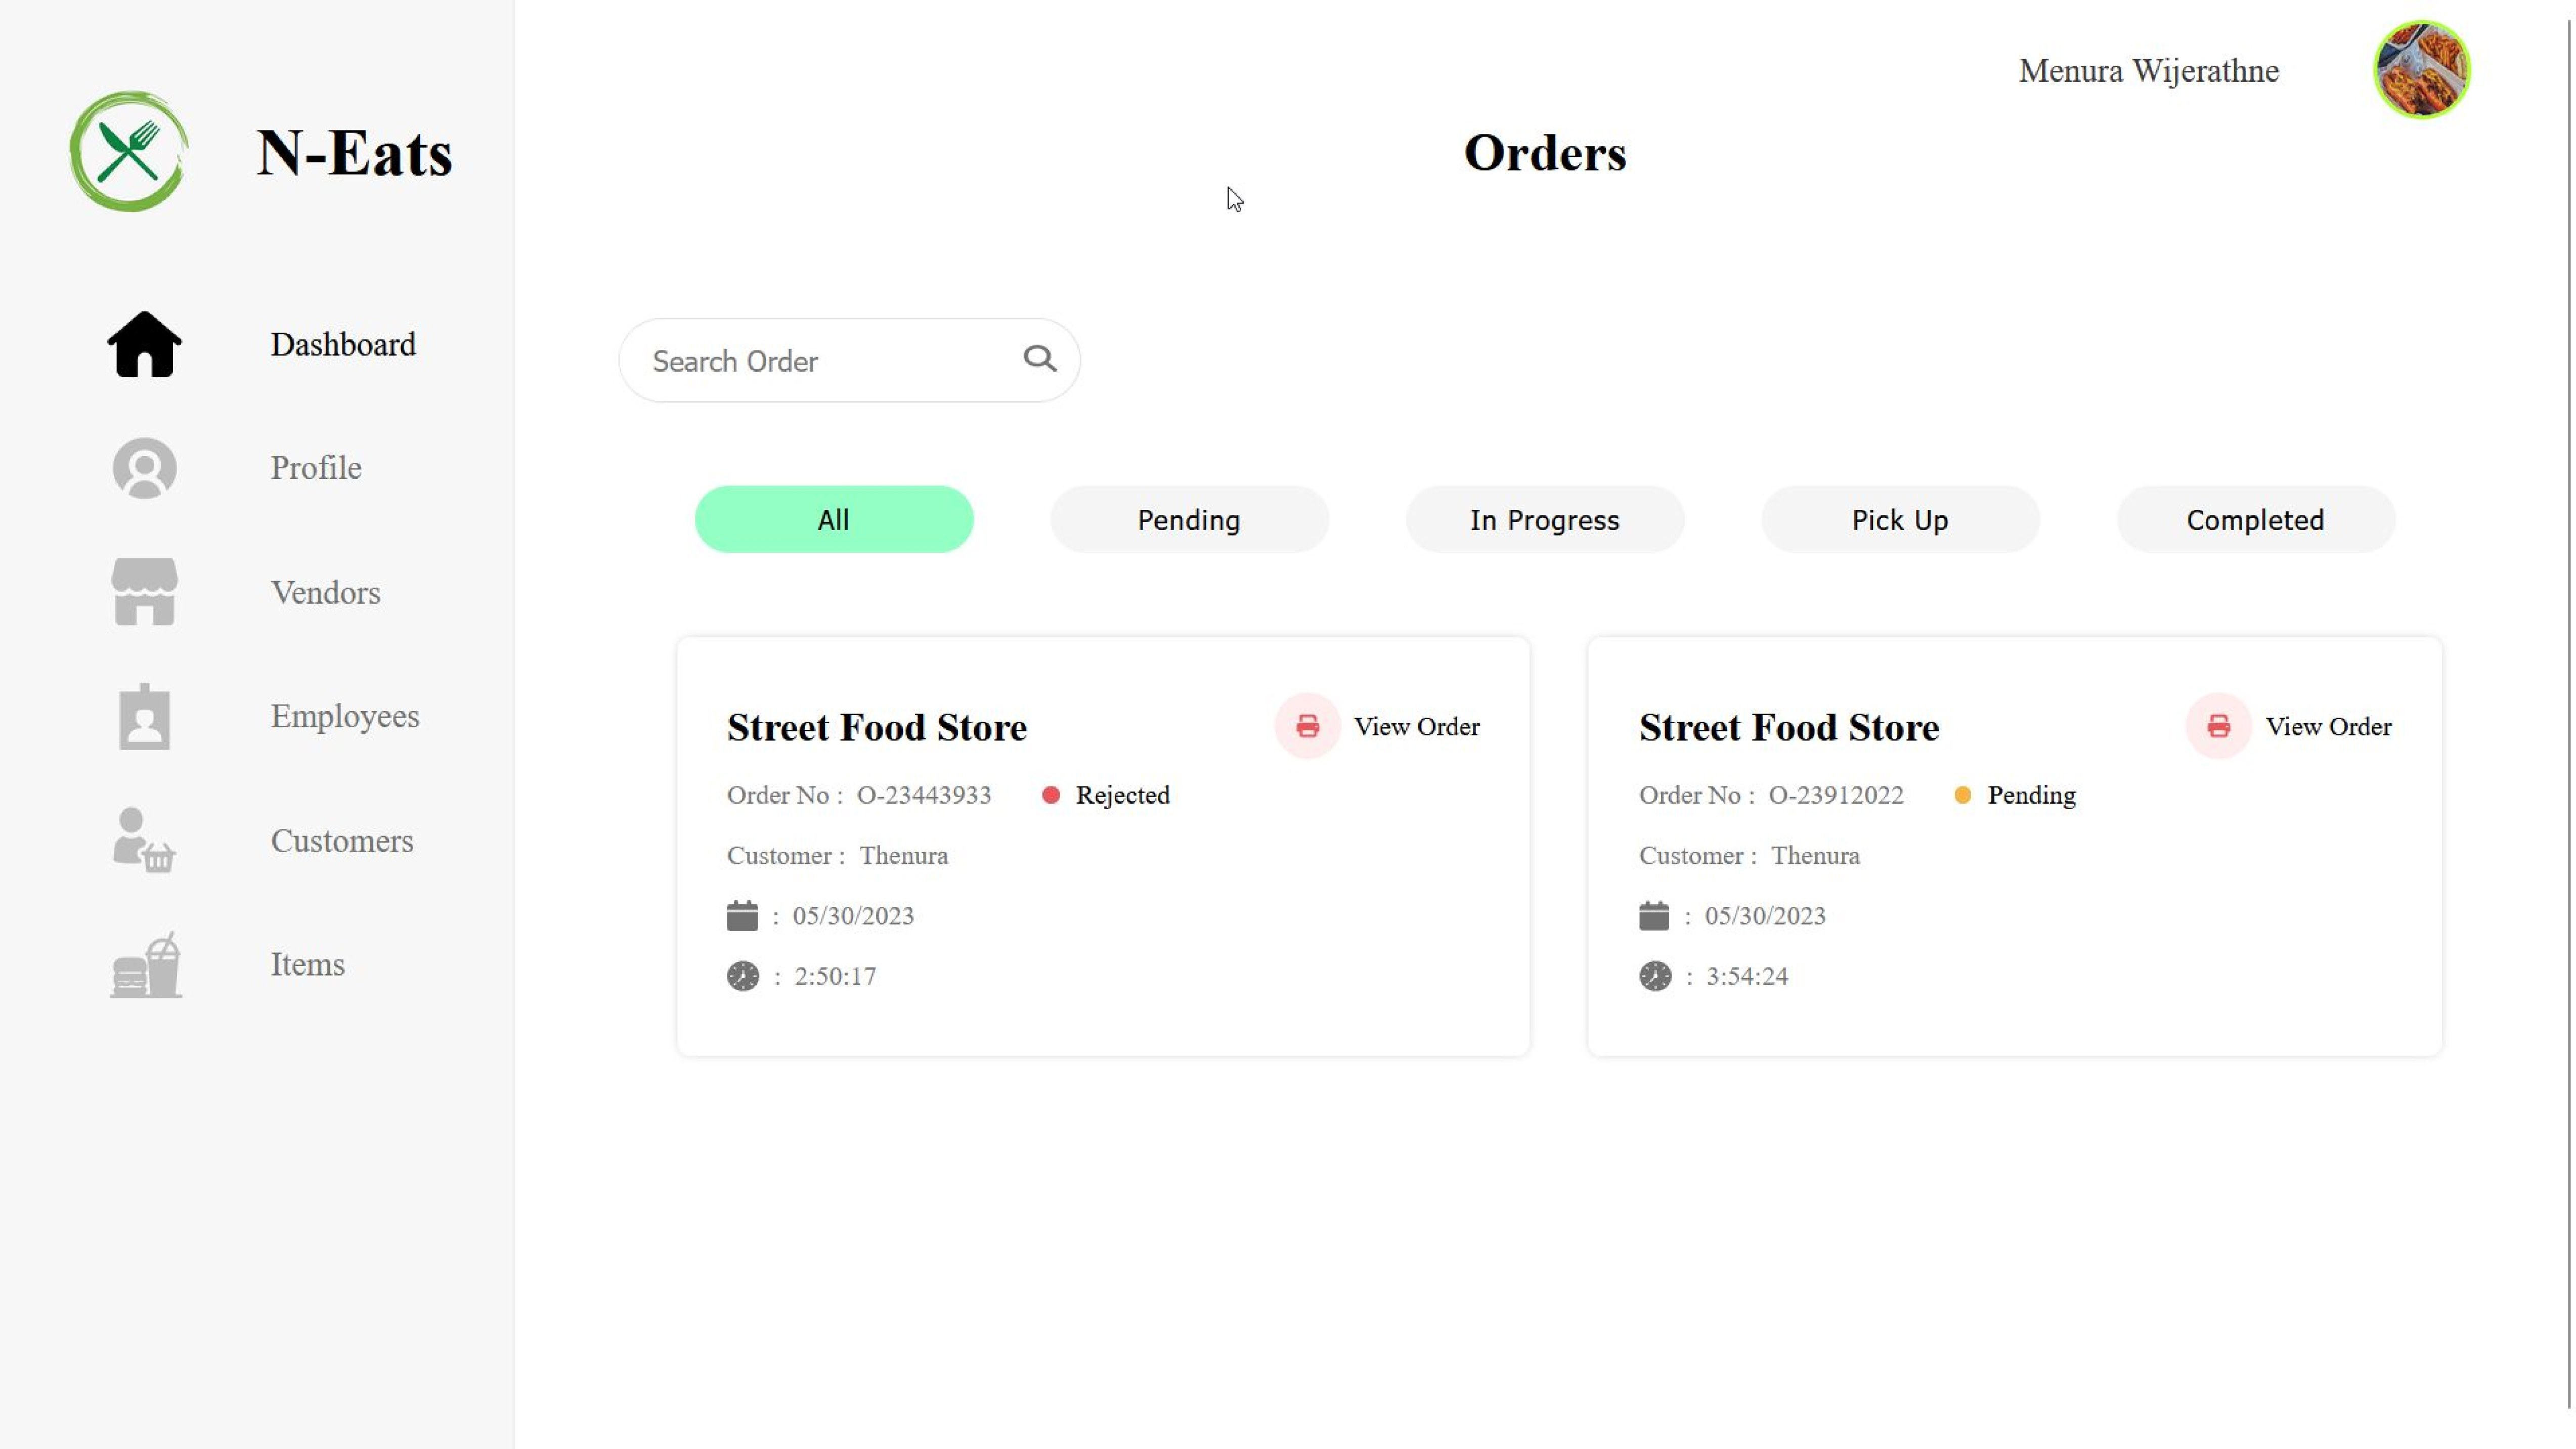 Menura Wijerathne
N-Eats
Orders
Dashboard
Profile
Vendors
Employees
Customers
Items
Search Order
All
Pending
In Progress
Pick Up
Completed
Street Food Store
View Order
Order No : O-23443933
Rejected
Customer : Thenura
: 05/30/2023
: 2:50:17
Street Food Store
View Order
Order No : O-23912022
Pending
Customer : Thenura
: 05/30/2023
: 3:54:24